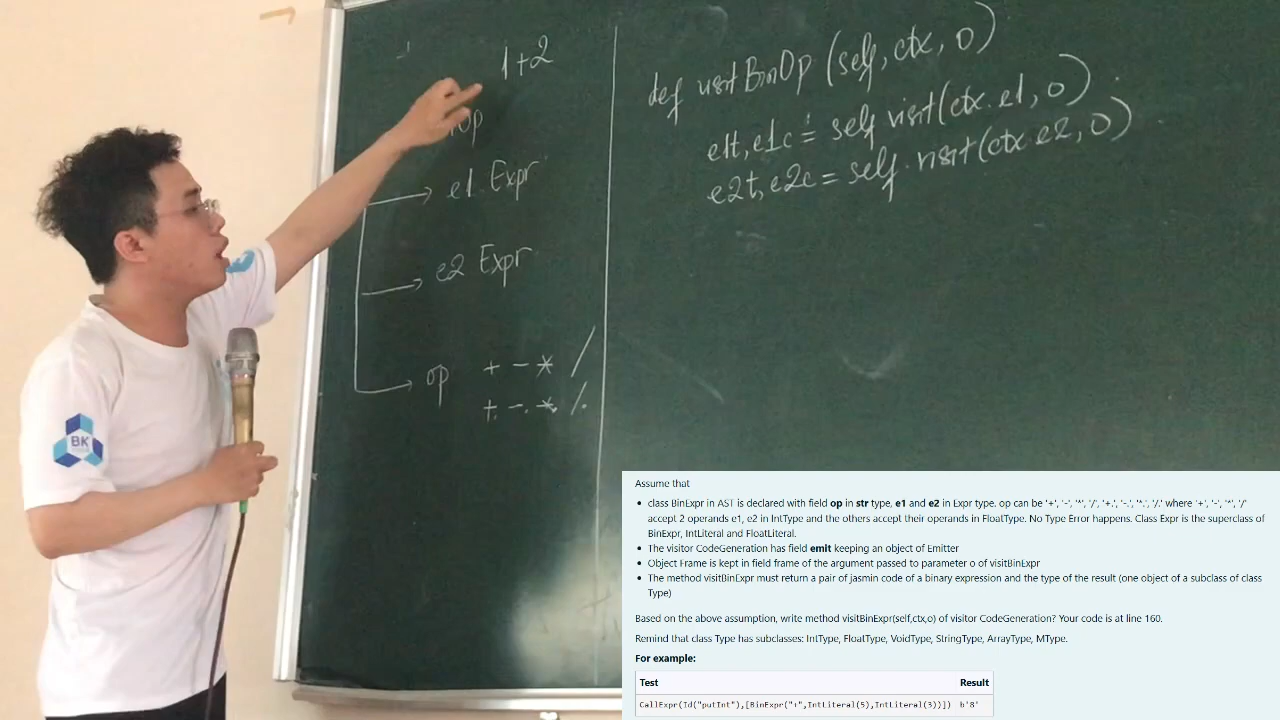 1+2
Op
e1 Expr
e2 Expr
op + - * /
+. -. *. /.
def visitBinOp (self, ctx, 0)
e1t, e1c = self visit(ctx. e1, 0)
e2t, e2c = self. visit(ctx e2, 0)
BK
Assume that
• class BinExpr in AST is declared with field op in str type, e1 and e2 in Expr type. op can be '+', '-', '*', '/', '+.', '-.', '*.', '/.' where '+', '-', '*', '/'
accept 2 operands e1, e2 in IntType and the others accept their operands in FloatType. No Type Error happens. Class Expr is the superclass of
BinExpr, IntLiteral and FloatLiteral.
• The visitor CodeGeneration has field emit keeping an object of Emitter
• Object Frame is kept in field frame of the argument passed to parameter o of visitBinExpr
• The method visitBinExpr must return a pair of jasmin code of a binary expression and the type of the result (one object of a subclass of class
Type)
Based on the above assumption, write method visitBinExpr(self,ctx,o) of visitor CodeGeneration? Your code is at line 160.
Remind that class Type has subclasses: IntType, FloatType, VoidType, StringType, ArrayType, MType.
For example:
Test Result
callExpr(Id("putInt"),[BinExpr("+",IntLiteral(5),IntLiteral(3))]) b'8'